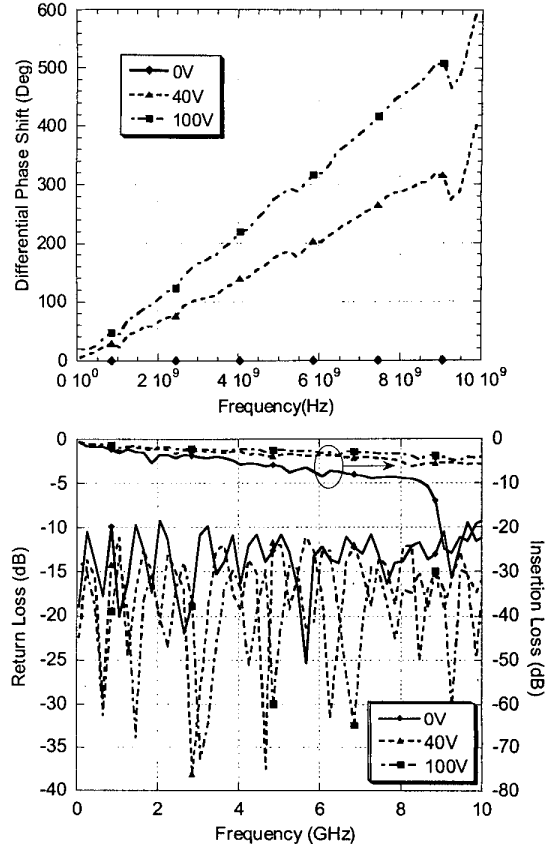 600
500
400
300
200
100
0
Differential Phase Shift (Deg)
0V
40V
100V
0 10⁹ 2 10⁹ 4 10⁹ 6 10⁹ 8 10⁹ 10 10⁹
Frequency(Hz)
0
-5
-10
-15
-20
-25
-30
-35
-40
Return Loss (dB)
0
-10
-20
-30
-40
-50
-60
-70
-80
Insertion Loss (dB)
0V
40V
100V
0 2 4 6 8 10
Frequency (GHz)